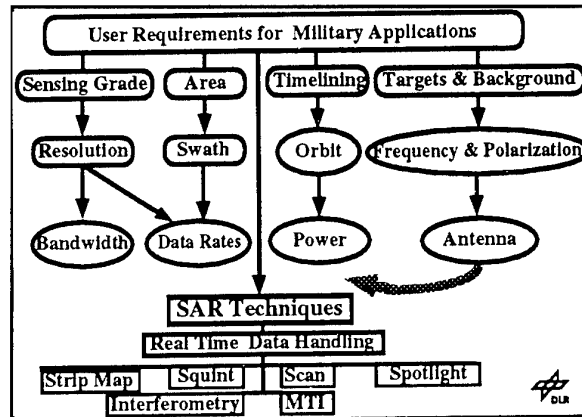 User Requirements for Military Applications
Sensing Grade
Area
Timelining
Targets & Background
Resolution
Swath
Orbit
Frequency & Polarization
Bandwidth
Data Rates
Power
Antenna
SAR Techniques
Real Time Data Handling
Strip Map
Squint
Scan
Spotlight
Interferometry
MTI
DLR